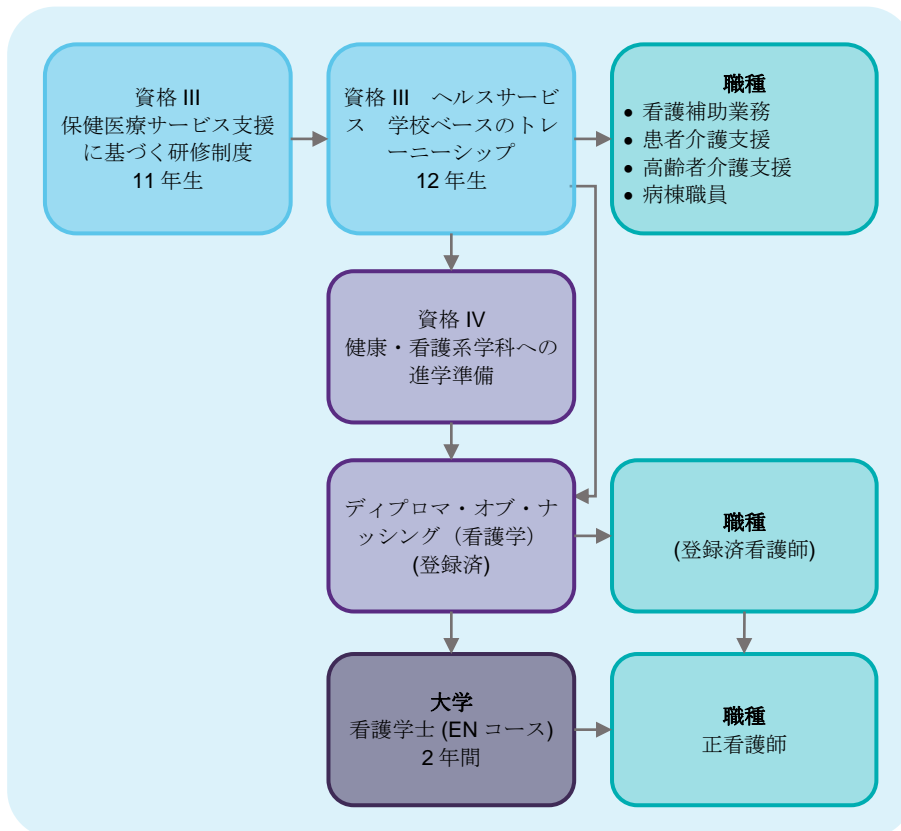 資格 III
保健医療サービス支援
に基づく研修制度
11 年生
資格 III　ヘルスサービ
ス　学校ベースのトレ
ーニーシップ
12 年生
職種
• 看護補助業務
• 患者介護支援
• 高齢者介護支援
• 病棟職員
資格 IV
健康・看護系学科への
進学準備
ディプロマ・オブ・ナ
ッシング（看護学）
(登録済)
職種
(登録済看護師)
大学
看護学士 (EN コース)
2 年間
職種
正看護師